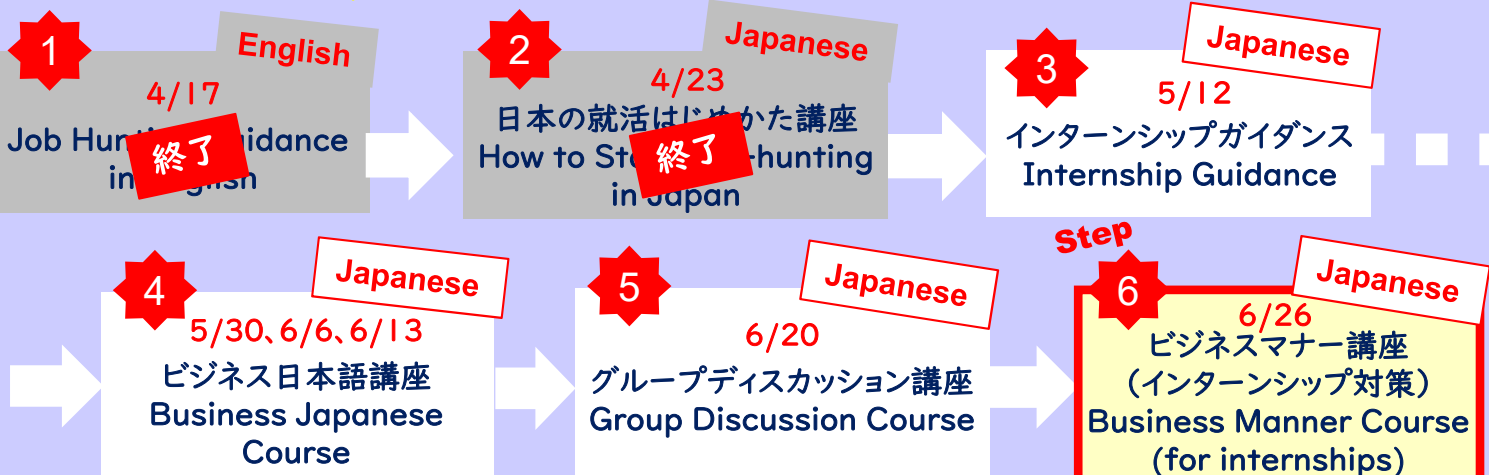 1
English
4/17
Job Hun idance
in glish
終了
2
Japanese
4/23
日本の就活はじめかた講座
How to St -hunting
in Japan
終了
3
Japanese
5/12
インターンシップガイダンス
Internship Guidance
4
Japanese
5/30、6/6、6/13
ビジネス日本語講座
Business Japanese
Course
5
Japanese
6/20
グループディスカッション講座
Group Discussion Course
Step
6
Japanese
6/26
ビジネスマナー講座
（インターンシップ対策）
Business Manner Course
(for internships)